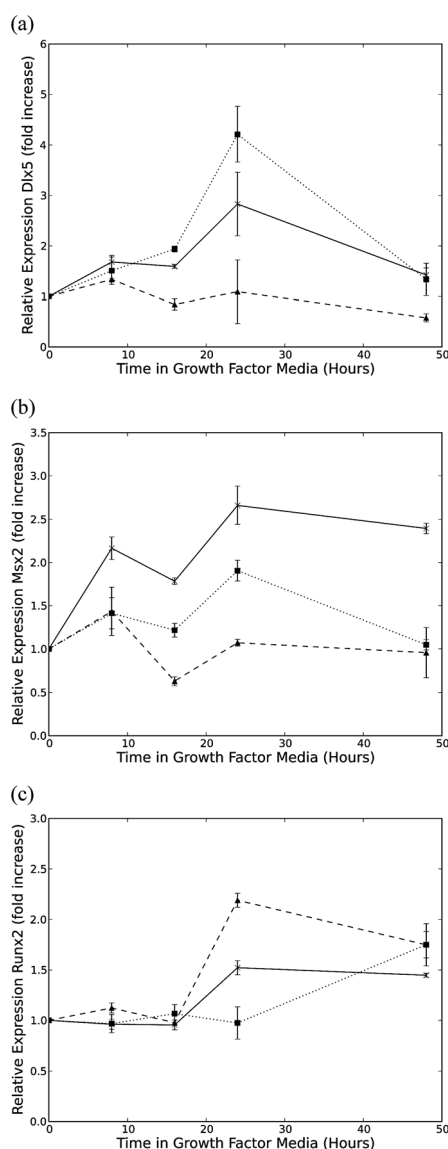 (a)
Relative Expression Dlx5 (fold increase)
6
5
4
3
2
1
0
0 10 20 30 40 50
Time in Growth Factor Media (Hours)
(b)
Relative Expression Msx2 (fold increase)
3.5
3.0
2.5
2.0
1.5
1.0
0.5
0.0
0 10 20 30 40 50
Time in Growth Factor Media (Hours)
(c)
Relative Expression Runx2 (fold increase)
3.0
2.5
2.0
1.5
1.0
0.5
0.0
0 10 20 30 40 50
Time in Growth Factor Media (Hours)